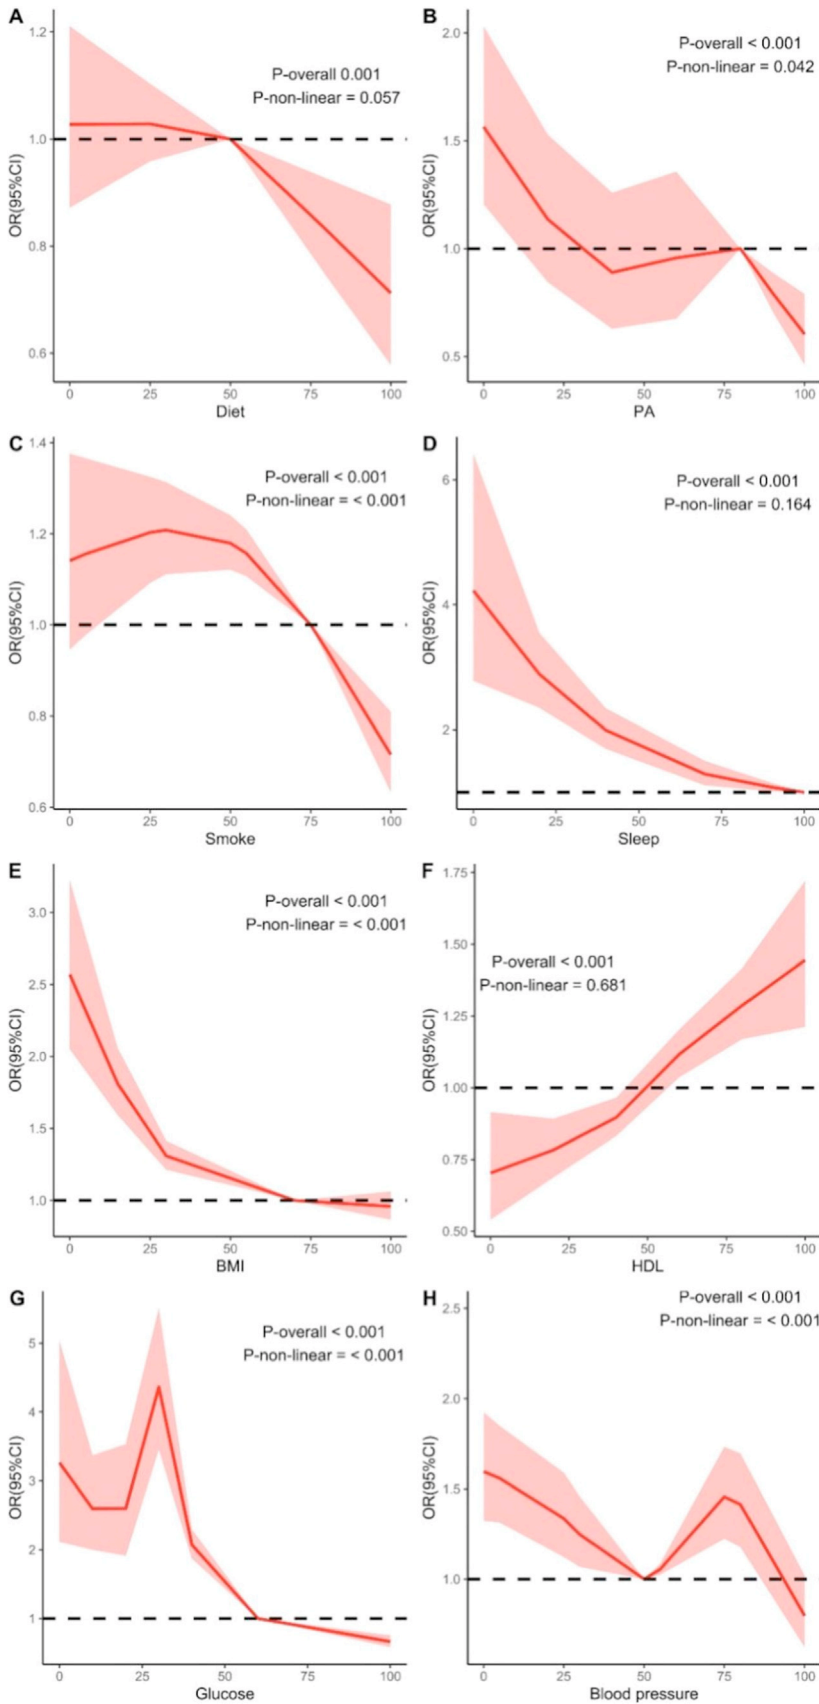 A
P-overall 0.001
P-non-linear = 0.057
OR(95%CI)
1.2
1.0
0.8
0.6
0 25 50 75 100
Diet
B
P-overall < 0.001
P-non-linear = 0.042
OR(95%CI)
2.0
1.5
1.0
0.5
0 25 50 75 100
PA
C
P-overall < 0.001
P-non-linear = < 0.001
OR(95%CI)
1.4
1.2
1.0
0.8
0.6
0 25 50 75 100
Smoke
D
P-overall < 0.001
P-non-linear = 0.164
OR(95%CI)
6
4
2
0 25 50 75 100
Sleep
E
P-overall < 0.001
P-non-linear = < 0.001
OR(95%CI)
3.0
2.5
2.0
1.5
1.0
0 25 50 75 100
BMI
F
P-overall < 0.001
P-non-linear = 0.681
OR(95%CI)
1.75
1.50
1.25
1.00
0.75
0.50
0 25 50 75 100
HDL
G
P-overall < 0.001
P-non-linear = < 0.001
OR(95%CI)
5
4
3
2
1
0 25 50 75 100
Glucose
H
P-overall < 0.001
P-non-linear = < 0.001
OR(95%CI)
2.5
2.0
1.5
1.0
0 25 50 75 100
Blood pressure